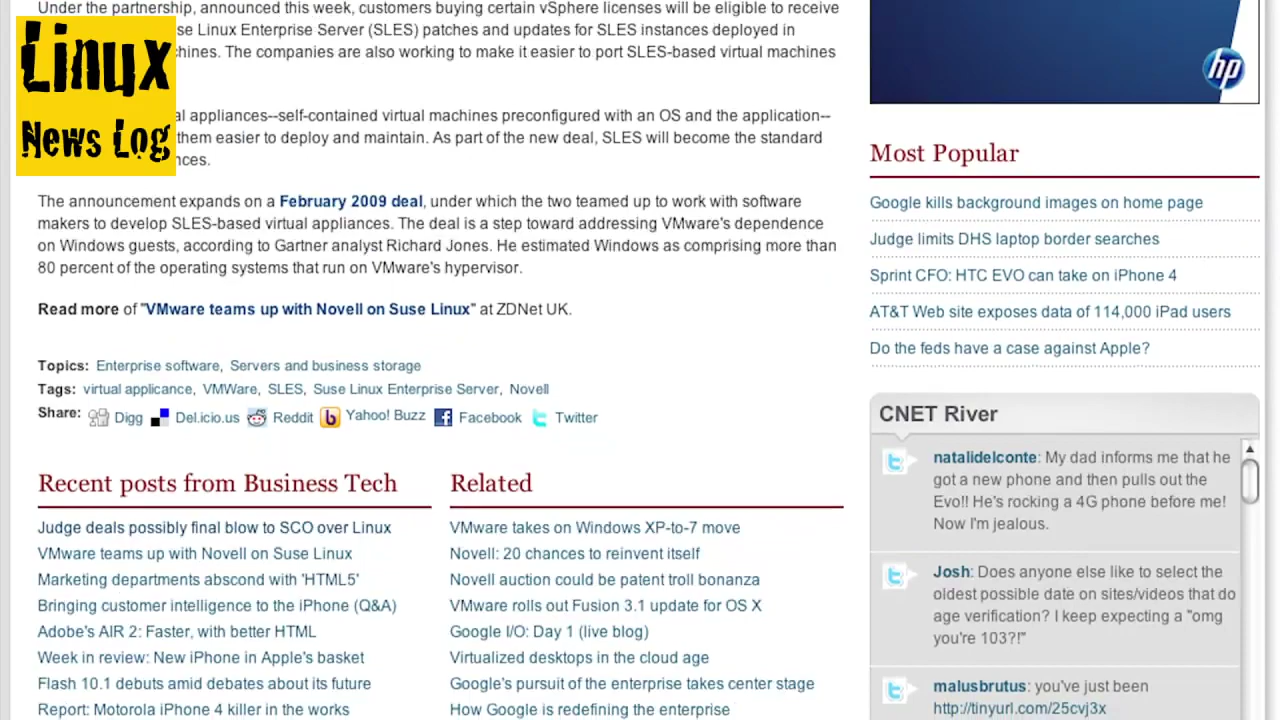 Under the partnership, announced this week, customers buying certain vSphere licenses will be eligible to receive
se Linux Enterprise Server (SLES) patches and updates for SLES instances deployed in
hines. The companies are also working to make it easier to port SLES-based virtual machines
al appliances--self-contained virtual machines preconfigured with an OS and the application--
them easier to deploy and maintain. As part of the new deal, SLES will become the standard
nces.
Linux
News Log
The announcement expands on a February 2009 deal, under which the two teamed up to work with software
makers to develop SLES-based virtual appliances. The deal is a step toward addressing VMware's dependence
on Windows guests, according to Gartner analyst Richard Jones. He estimated Windows as comprising more than
80 percent of the operating systems that run on VMware's hypervisor.
Read more of "VMware teams up with Novell on Suse Linux" at ZDNet UK.
Topics: Enterprise software, Servers and business storage
Tags: virtual applicance, VMWare, SLES, Suse Linux Enterprise Server, Novell
Share: Digg Del.icio.us Reddit Yahoo! Buzz Facebook Twitter
Recent posts from Business Tech
Judge deals possibly final blow to SCO over Linux
VMware teams up with Novell on Suse Linux
Marketing departments abscond with 'HTML5'
Bringing customer intelligence to the iPhone (Q&A)
Adobe's AIR 2: Faster, with better HTML
Week in review: New iPhone in Apple's basket
Flash 10.1 debuts amid debates about its future
Report: Motorola iPhone 4 killer in the works
Related
VMware takes on Windows XP-to-7 move
Novell: 20 chances to reinvent itself
Novell auction could be patent troll bonanza
VMware rolls out Fusion 3.1 update for OS X
Google I/O: Day 1 (live blog)
Virtualized desktops in the cloud age
Google's pursuit of the enterprise takes center stage
How Google is redefining the enterprise
hp
Most Popular
Google kills background images on home page
Judge limits DHS laptop border searches
Sprint CFO: HTC EVO can take on iPhone 4
AT&T Web site exposes data of 114,000 iPad users
Do the feds have a case against Apple?
CNET River
natalidelconte: My dad informs me that he
got a new phone and then pulls out the
Evo!! He's rocking a 4G phone before me!
Now I'm jealous.
Josh: Does anyone else like to select the
oldest possible date on sites/videos that do
age verification? I keep expecting a "omg
you're 103?!"
malusbrutus: you've just been
http://tinyurl.com/25cvj3x